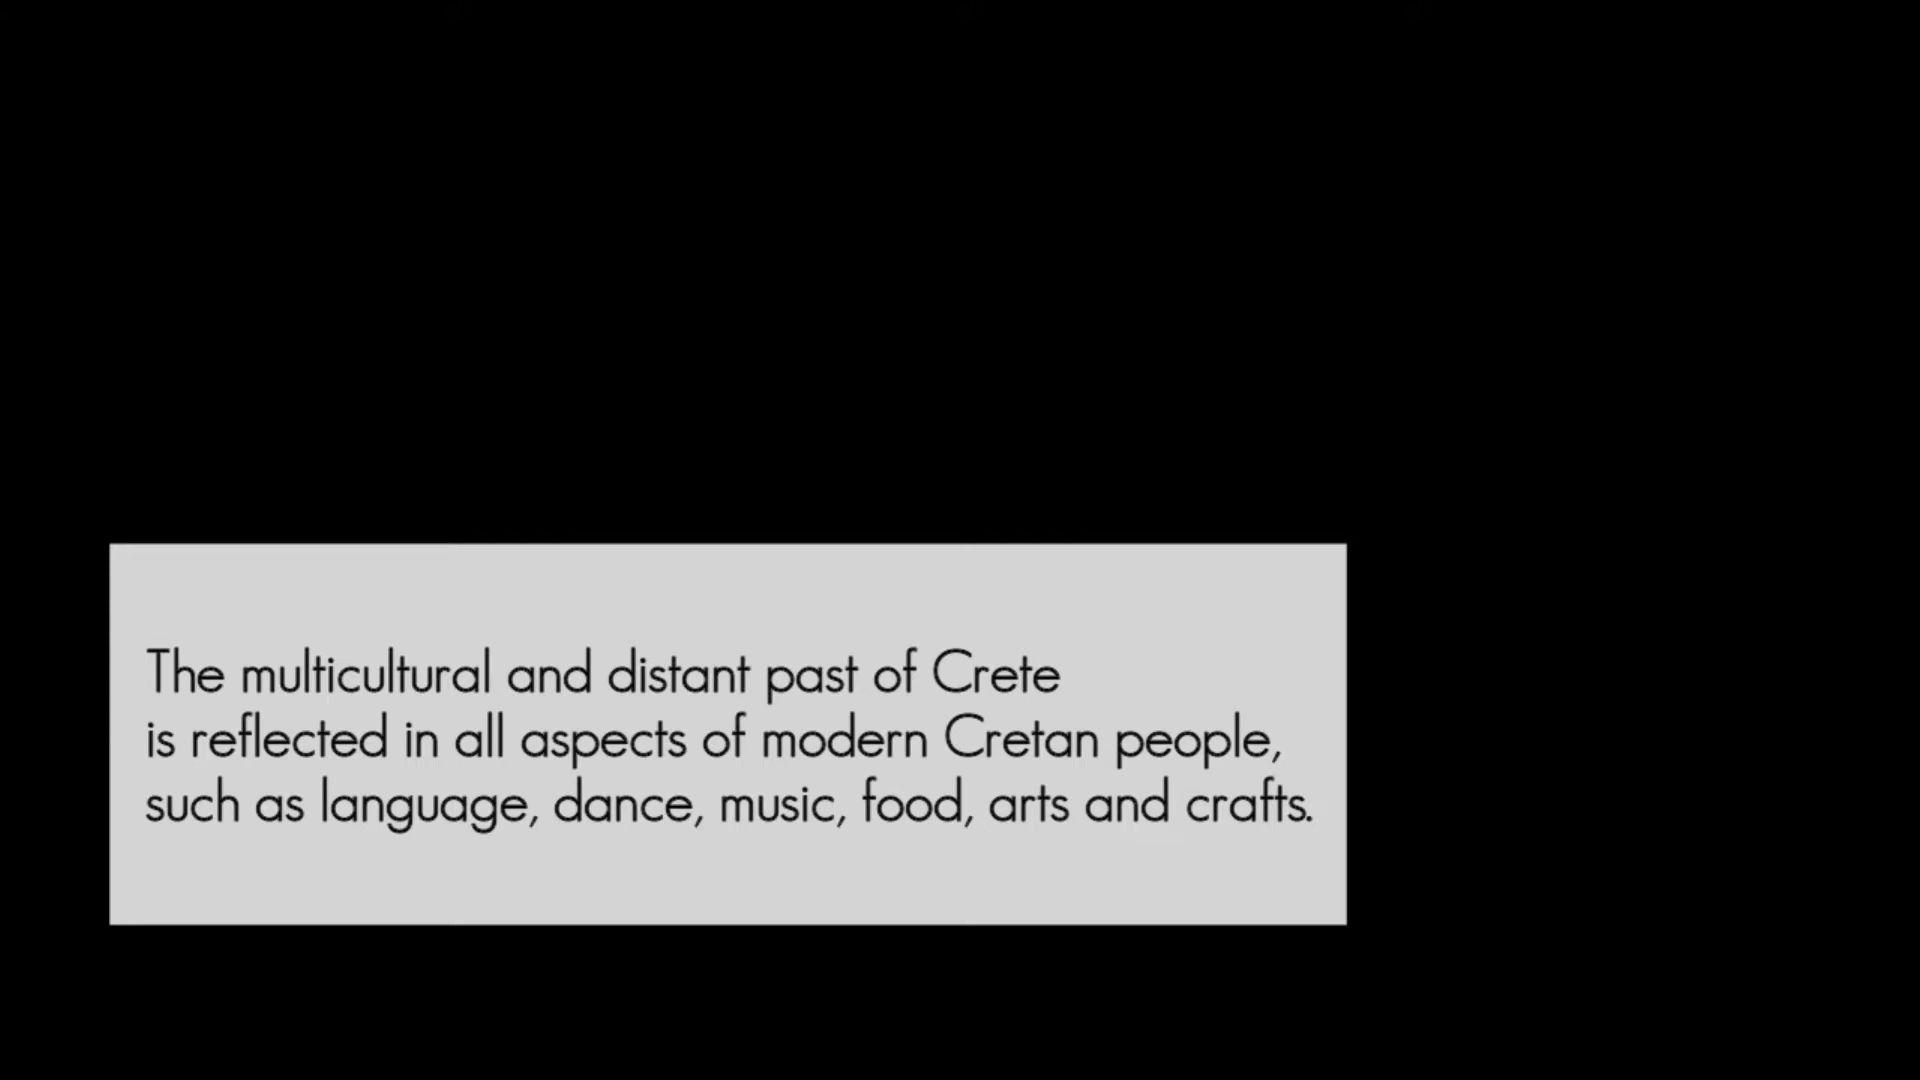 The multicultural and distant past of Crete
is reflected in all aspects of modern Cretan people,
such as language, dance, music, food, arts and crafts.